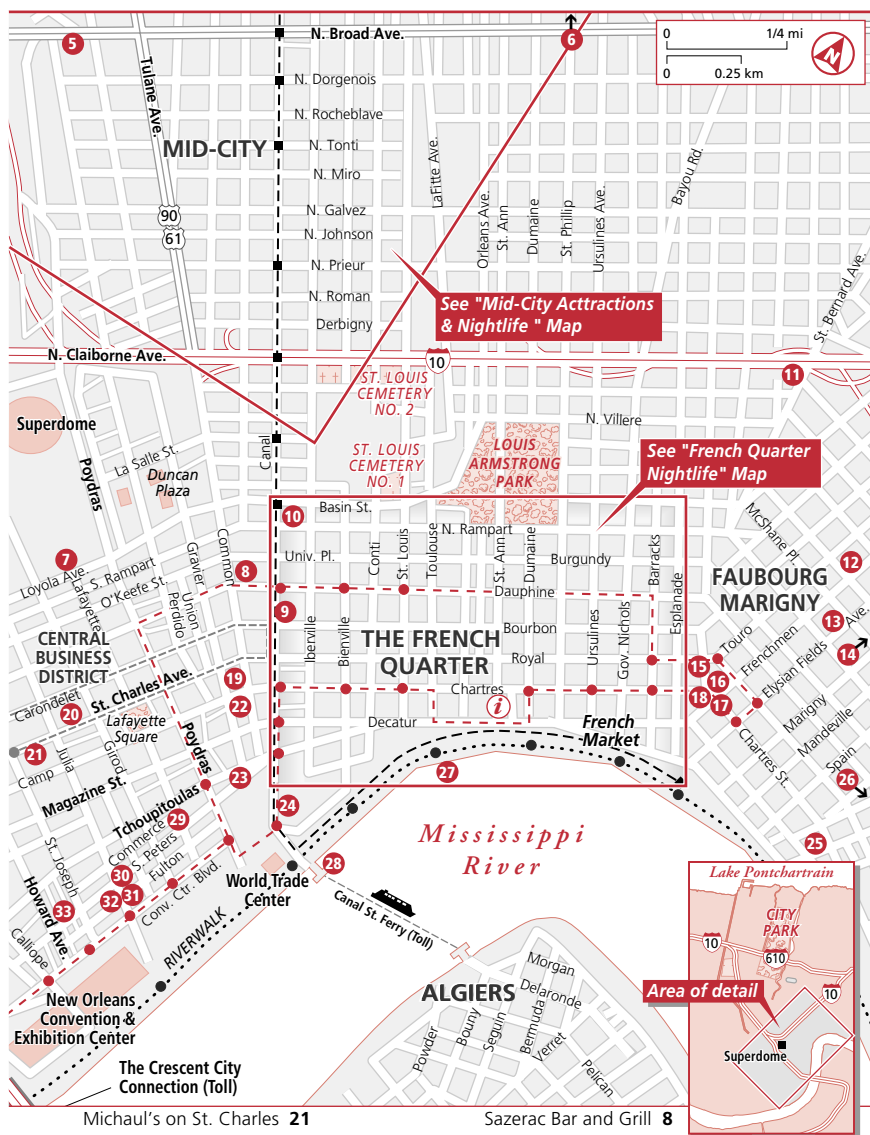 N. Broad Ave.
5
6
0 1/4 mi
0 0.25 km
N
Tulane Ave.
N. Dorgenois
N. Rocheblave
MID-CITY
N. Tonti
N. Miro
LaFitte Ave.
Bayou Rd.
90
61
N. Galvez
N. Johnson
N. Prieur
N. Roman
Derbigny
Orleans Ave.
St. Ann
Dumaine
St. Phillip
Ursulines Ave.
St. Bernard Ave.
See "Mid-City Acttractions
& Nightlife " Map
N. Claiborne Ave.
10
11
ST. LOUIS
CEMETERY
NO. 2
Superdome
Canal
N. Villere
Poydras
La Salle St.
Duncan
Plaza
ST. LOUIS
CEMETERY
NO. 1
LOUIS
ARMSTRONG
PARK
See "French Quarter
Nightlife" Map
10
Basin St.
N. Rampart
McShane Pl.
7
Loyola Ave.
S. Rampart
O'Keefe St.
Lafayette
Perdido
Union
Gravier
Common
8
Univ. Pl.
Conti
St. Louis
Toulouse
St. Ann
Dumaine
Burgundy
Barracks
12
FAUBOURG
MARIGNY
9
Dauphine
Esplanade
13
Ave.
14
CENTRAL
BUSINESS
DISTRICT
Iberville
Bienville
THE FRENCH
QUARTER
Bourbon
Royal
Ursulines
Gov. Nichols
15
Touro
Frenchmen
Elysian Fields
16
17
18
19
Carondelet
St. Charles Ave.
20
22
Chartres
i
Lafayette
Square
Decatur
French
Market
Marigny
Mandeville
Spain
Chartres St.
21
Camp
Julia
Girod
Poydras
Magazine St.
23
27
26
Tchoupitoulas
24
Commerce
29
S. Peters
Fulton
25
St. Joseph
30
31
32
33
Howard Ave.
Conv. Ctr. Blvd.
World Trade
Center
28
Mississippi
River
Canal St. Ferry (Toll)
Calliope
RIVERWALK
New Orleans
Convention &
Exhibition Center
ALGIERS
Morgan
Delaronde
Powder
Bouny
Seguin
Bermuda
Verret
Pelican
Lake Pontchartrain
CITY
PARK
10
610
10
Area of detail
Superdome
The Crescent City
Connection (Toll)
Michaul's on St. Charles 21
Sazerac Bar and Grill 8